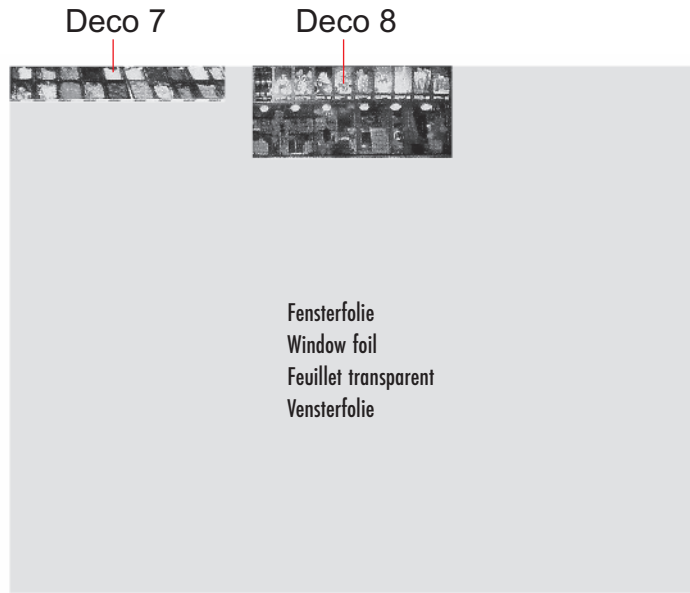 Deco 7 Deco 8
Fensterfolie
Window foil
Feuillet transparent
Vensterfolie